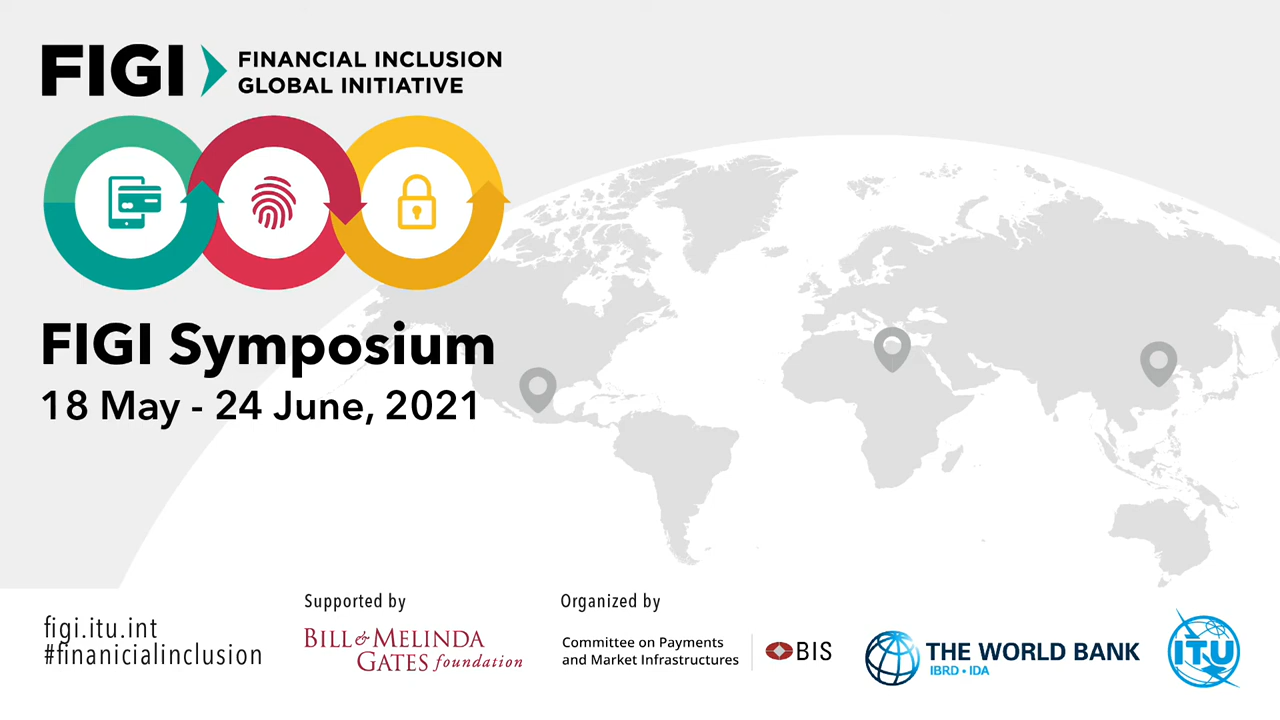 FIGI
FINANCIAL INCLUSION
GLOBAL INITIATIVE
FIGI Symposium
18 May - 24 June, 2021
figi.itu.int
#finanicialinclusion
Supported by
BILL & MELINDA
GATES foundation
Organized by
Committee on Payments
and Market Infrastructures
BIS
THE WORLD BANK
IBRD • IDA
ITU